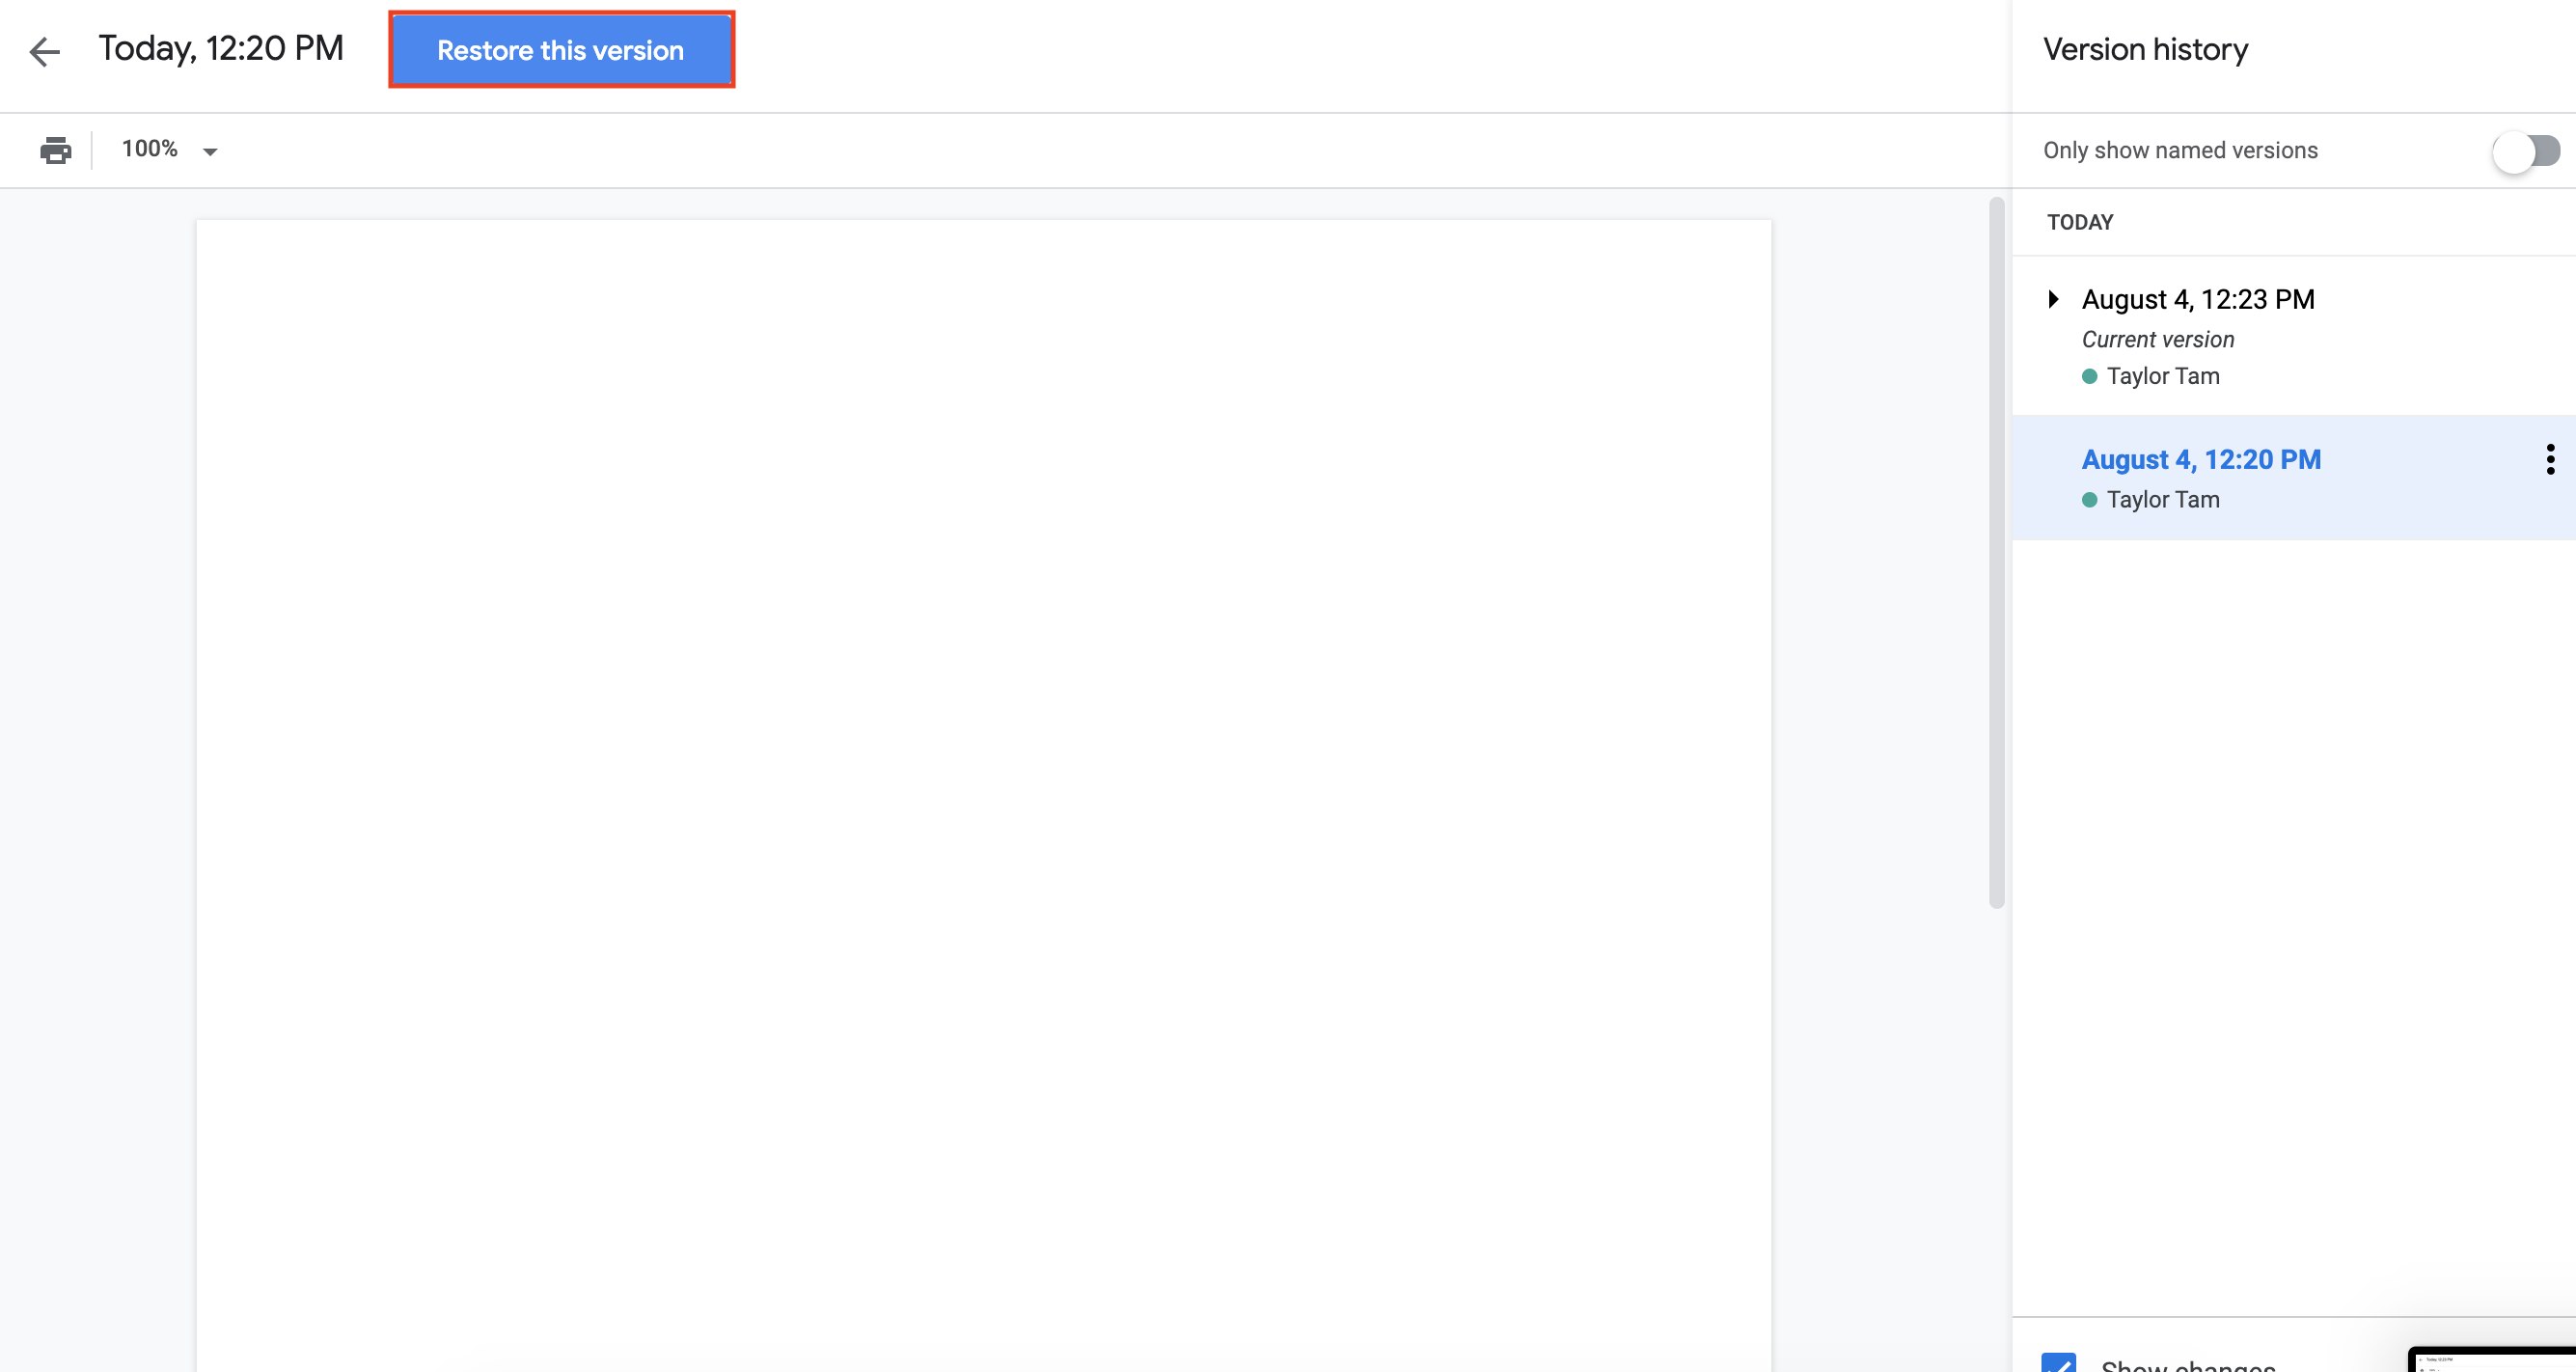 Today, 12:20 PM
Restore this version
100%
Version history
Only show named versions
TODAY
August 4, 12:23 PM
Current version
Taylor Tam
August 4, 12:20 PM
Taylor Tam
Show changes